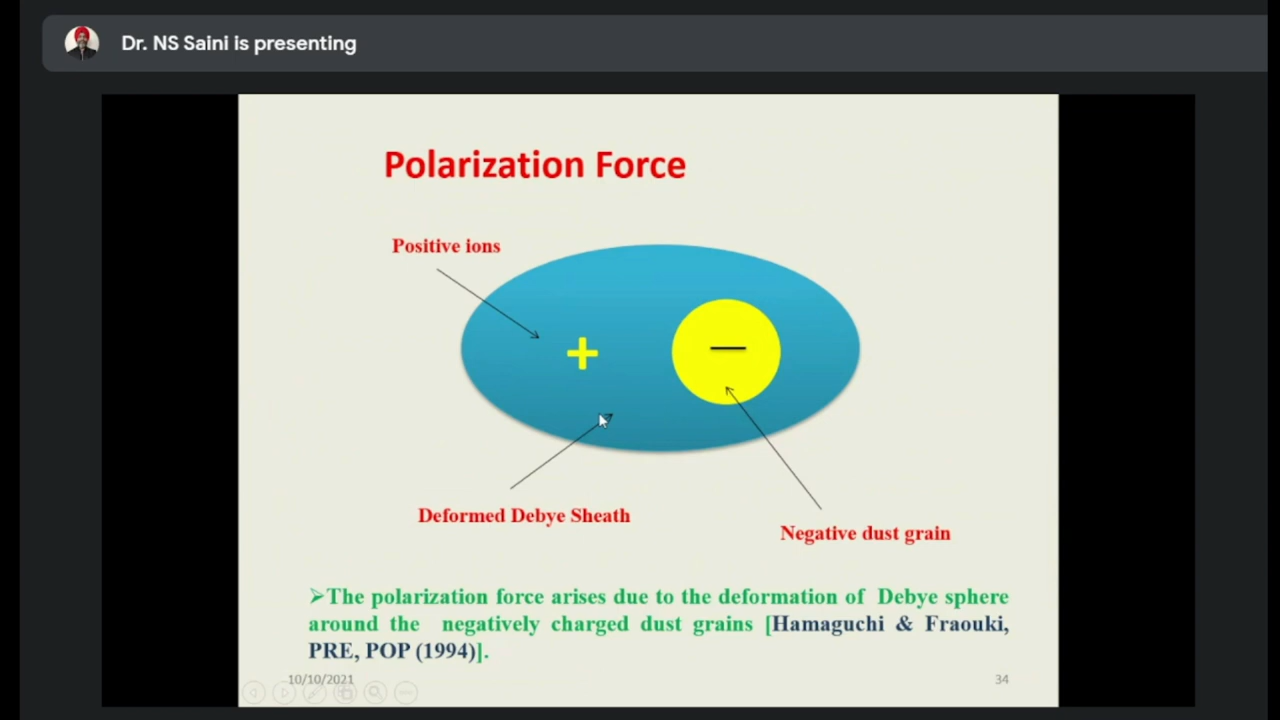 Dr. NS Saini is presenting
Polarization Force
Positive ions
+
—
Deformed Debye Sheath
Negative dust grain
➢The polarization force arises due to the deformation of Debye sphere
around the negatively charged dust grains [Hamaguchi & Fraouki,
PRE, POP (1994)].
10/10/2021
34